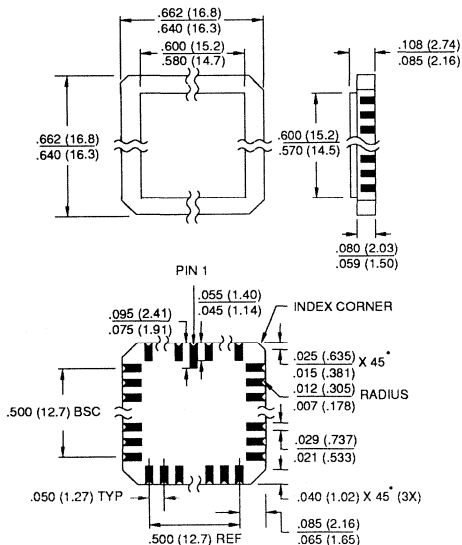 .662 (16.8)
.640 (16.3)
.600 (15.2)
.580 (14.7)
.108 (2.74)
.085 (2.16)
.662 (16.8)
.640 (16.3)
.600 (15.2)
.570 (14.5)
.080 (2.03)
.059 (1.50)
PIN 1
.055 (1.40)
.045 (1.14)
INDEX CORNER
.095 (2.41)
.075 (1.91)
.025 (.635) X 45°
.015 (.381)
.012 (.305) RADIUS
.007 (.178)
.500 (12.7) BSC
.029 (.737)
.021 (.533)
.050 (1.27) TYP
.040 (1.02) X 45° (3X)
.085 (2.16)
.065 (1.65)
.500 (12.7) REF